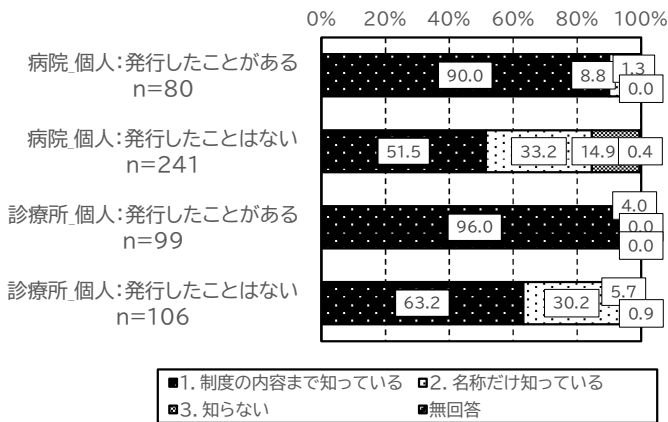 0% 20% 40% 60% 80% 100%
病院_個人：発行したことがある
n=80
90.0 8.8 1.3 0.0
病院_個人：発行したことはない
n=241
51.5 33.2 14.9 0.4
診療所_個人：発行したことがある
n=99
96.0 4.0 0.0 0.0
診療所_個人：発行したことはない
n=106
63.2 30.2 5.7 0.9
1. 制度の内容まで知っている 2. 名称だけ知っている
3. 知らない 無回答